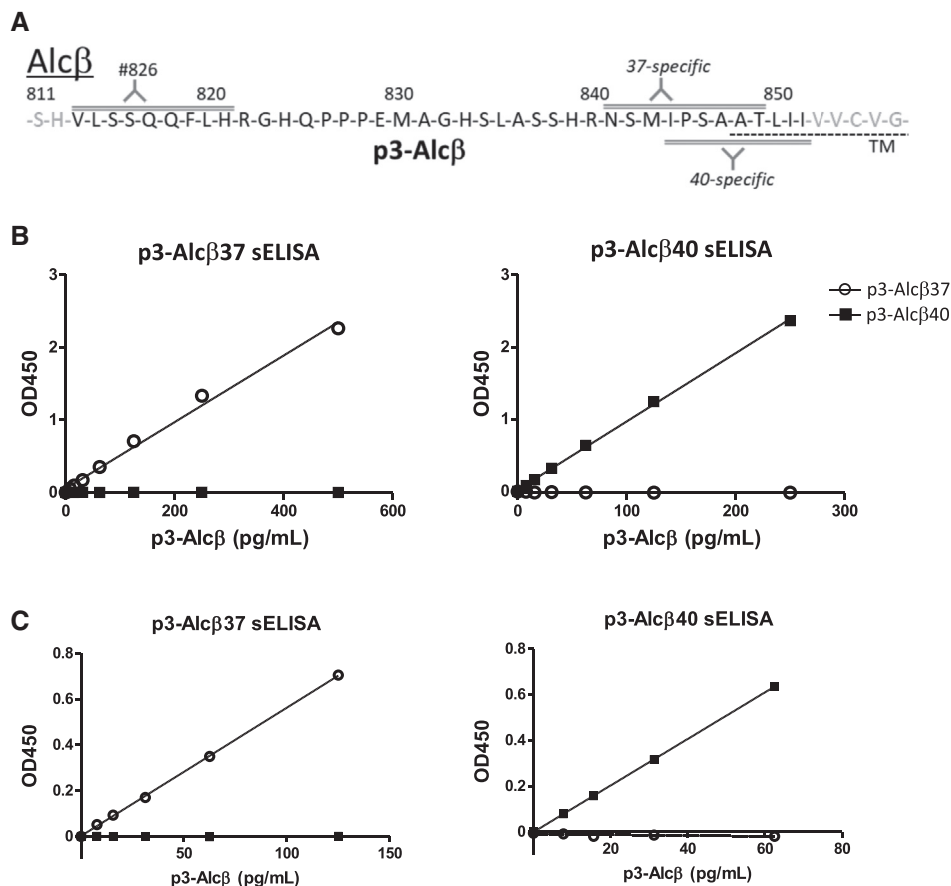 A
Alcβ
#826
37-specific
811 820 830 840 850
-S-H-V-L-S-S-Q-Q-F-L-H-R-G-H-Q-P-P-P-E-M-A-G-H-S-L-A-S-S-H-R-N-S-M-I-P-S-A-A-T-L-I-I-V-V-C-V-G-
p3-Alcβ
TM
40-specific
B
p3-Alcβ37 sELISA
3
2
1
0
OD450
0 200 400 600
p3-Alcβ (pg/mL)
p3-Alcβ40 sELISA
3
2
1
0
OD450
0 100 200 300
p3-Alcβ (pg/mL)
p3-Alcβ37
p3-Alcβ40
C
p3-Alcβ37 sELISA
0.8
0.6
0.4
0.2
0
OD450
50 100 150
p3-Alcβ (pg/mL)
p3-Alcβ40 sELISA
0.8
0.6
0.4
0.2
0
OD450
20 40 60 80
p3-Alcβ (pg/mL)